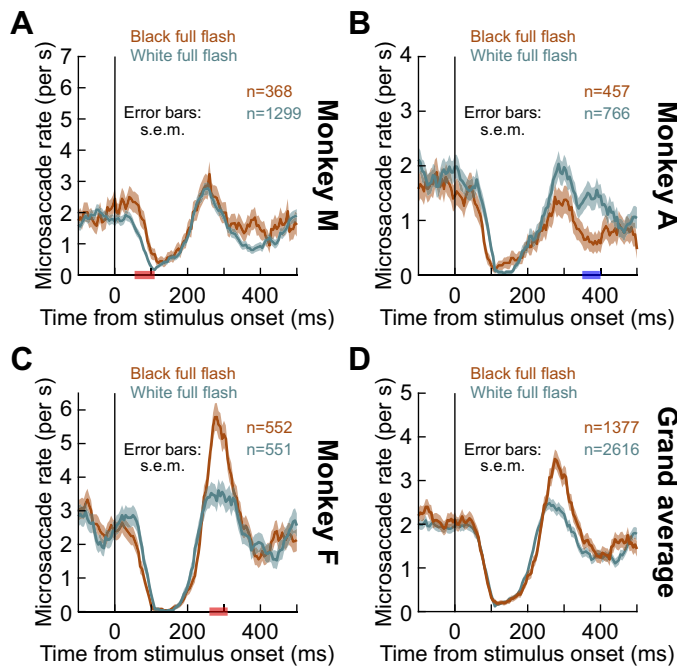 A
Black full flash
White full flash
Microsaccade rate (per s)
7
6
5
4
3
2
1
0
n=368
n=1299
Error bars:
s.e.m.
Monkey M
0 200 400
Time from stimulus onset (ms)
B
Black full flash
White full flash
Microsaccade rate (per s)
4
3
2
1
0
n=457
n=766
Error bars:
s.e.m.
Monkey A
0 200 400
Time from stimulus onset (ms)
C
Black full flash
White full flash
Microsaccade rate (per s)
6
5
4
3
2
1
0
n=552
n=551
Error bars:
s.e.m.
Monkey F
0 200 400
Time from stimulus onset (ms)
D
Black full flash
White full flash
Microsaccade rate (per s)
5
4
3
2
1
0
n=1377
n=2616
Error bars:
s.e.m.
Grand average
0 200 400
Time from stimulus onset (ms)